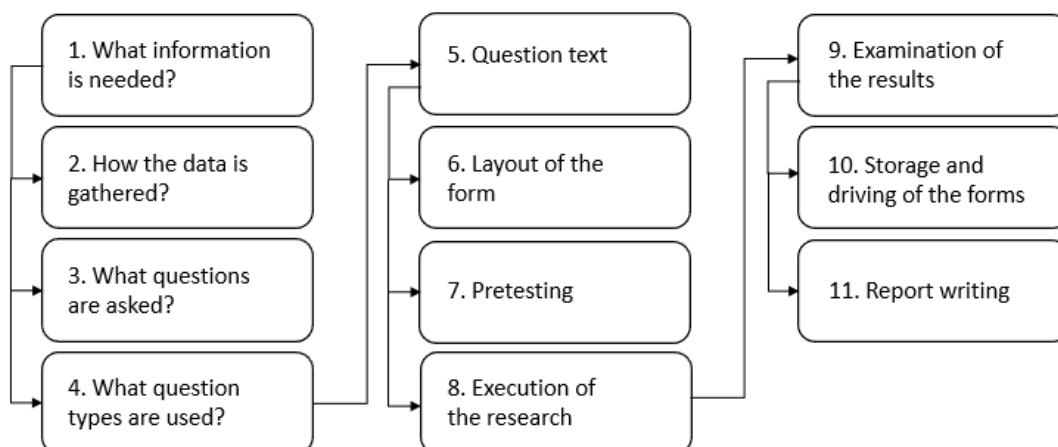 1. What information
is needed?
2. How the data is
gathered?
3. What questions
are asked?
4. What question
types are used?
5. Question text
6. Layout of the
form
7. Pretesting
8. Execution of
the research
9. Examination of
the results
10. Storage and
driving of the forms
11. Report writing